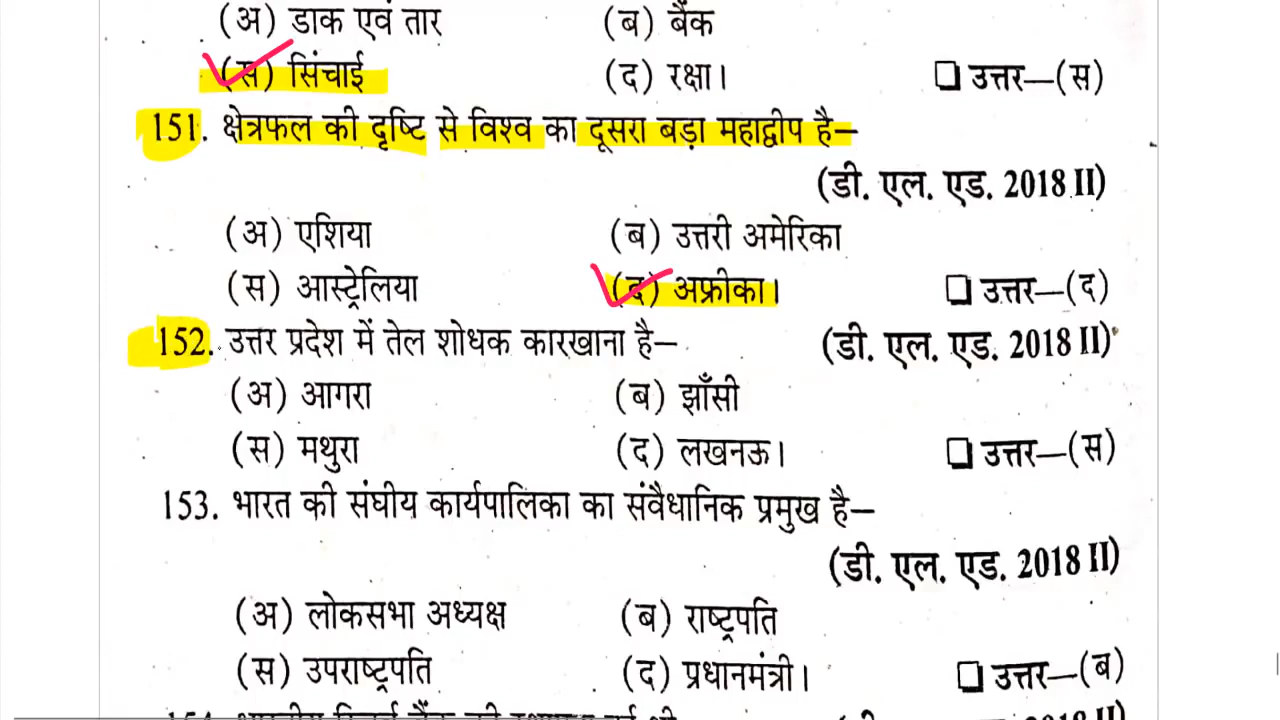 (अ) डाक एवं तार (ब) बैंक
(स) सिंचाई (द) रक्षा। ❑ उत्तर—(स)
151. क्षेत्रफल की दृष्टि से विश्व का दूसरा बड़ा महाद्वीप है–
(डी. एल. एड. 2018 II)
(अ) एशिया (ब) उत्तरी अमेरिका
(स) आस्ट्रेलिया (द) अफ्रीका। ❑ उत्तर—(द)
152. उत्तर प्रदेश में तेल शोधक कारखाना है– (डी. एल. एड. 2018 II)
(अ) आगरा (ब) झाँसी
(स) मथुरा (द) लखनऊ। ❑ उत्तर—(स)
153. भारत की संघीय कार्यपालिका का संवैधानिक प्रमुख है–
(डी. एल. एड. 2018 II)
(अ) लोकसभा अध्यक्ष (ब) राष्ट्रपति
(स) उपराष्ट्रपति (द) प्रधानमंत्री। ❑ उत्तर—(ब)